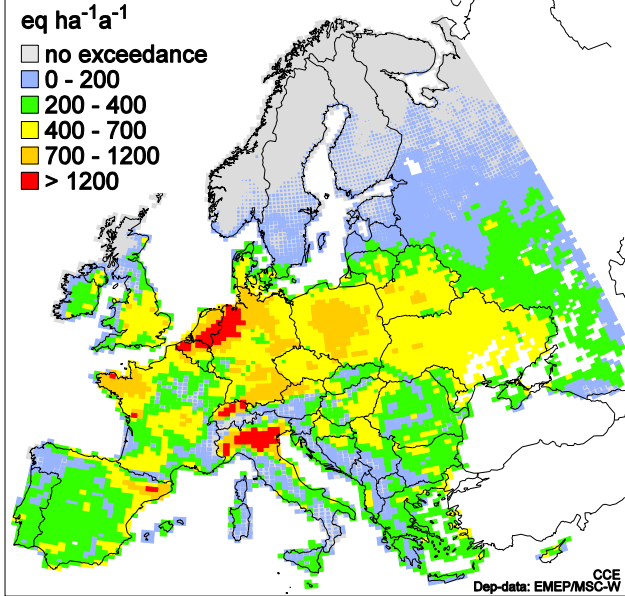 eq ha⁻¹a⁻¹
no exceedance
0 - 200
200 - 400
400 - 700
700 - 1200
> 1200
CCE
Dep-data: EMEP/MSC-W